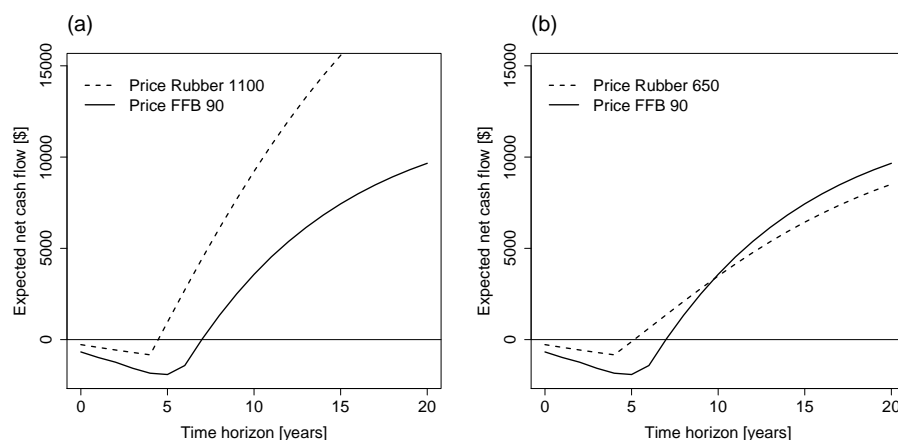 (a)
Expected net cash flow [$]
15000
10000
5000
0
Price Rubber 1100
Price FFB 90
0 5 10 15 20
Time horizon [years]
(b)
Expected net cash flow [$]
15000
10000
5000
0
Price Rubber 650
Price FFB 90
0 5 10 15 20
Time horizon [years]